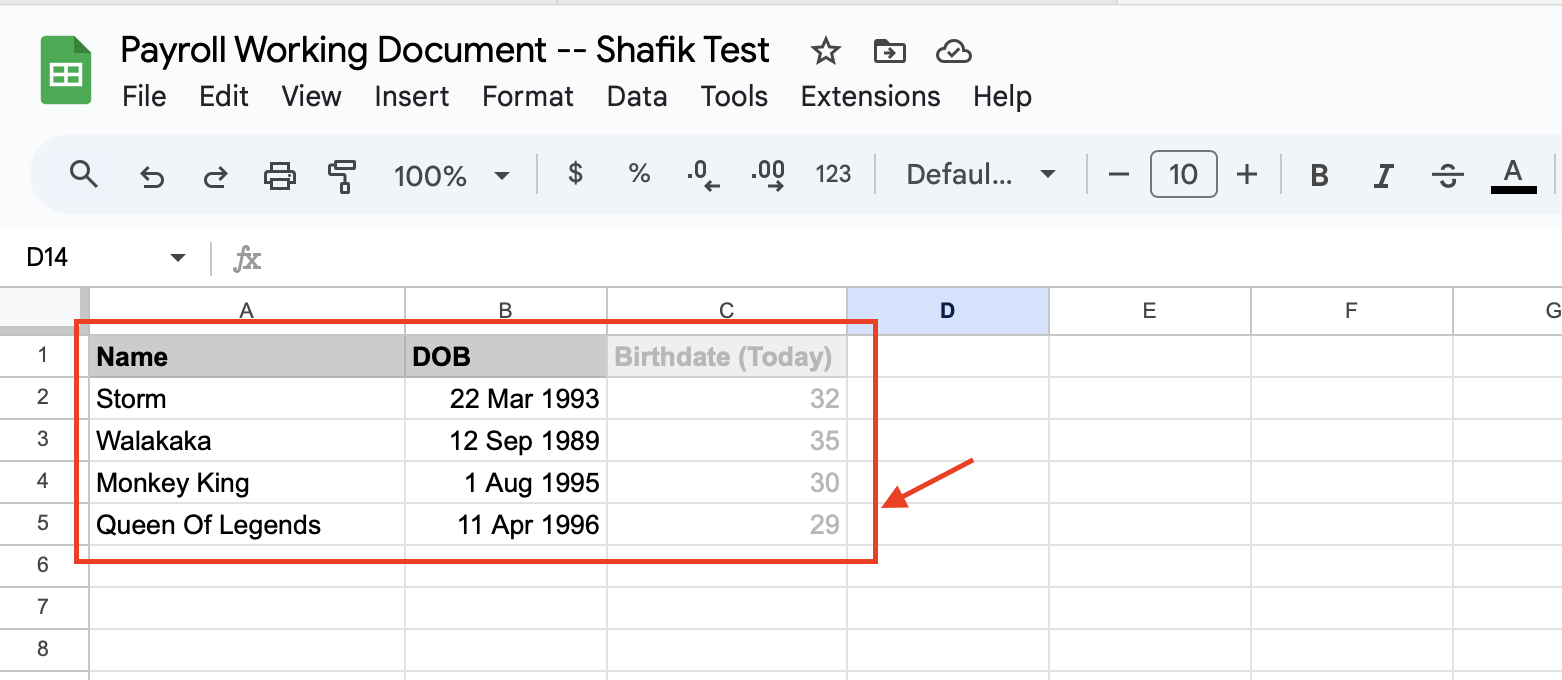 Payroll Working Document -- Shafik Test
File Edit View Insert Format Data Tools Extensions Help
100% $ % .0 .00 123 Defaul... − 10 + B I S A
D14 fx
A B C D E F G
1 Name DOB Birthdate (Today)
2 Storm 22 Mar 1993 32
3 Walakaka 12 Sep 1989 35
4 Monkey King 1 Aug 1995 30
5 Queen Of Legends 11 Apr 1996 29
6
7
8